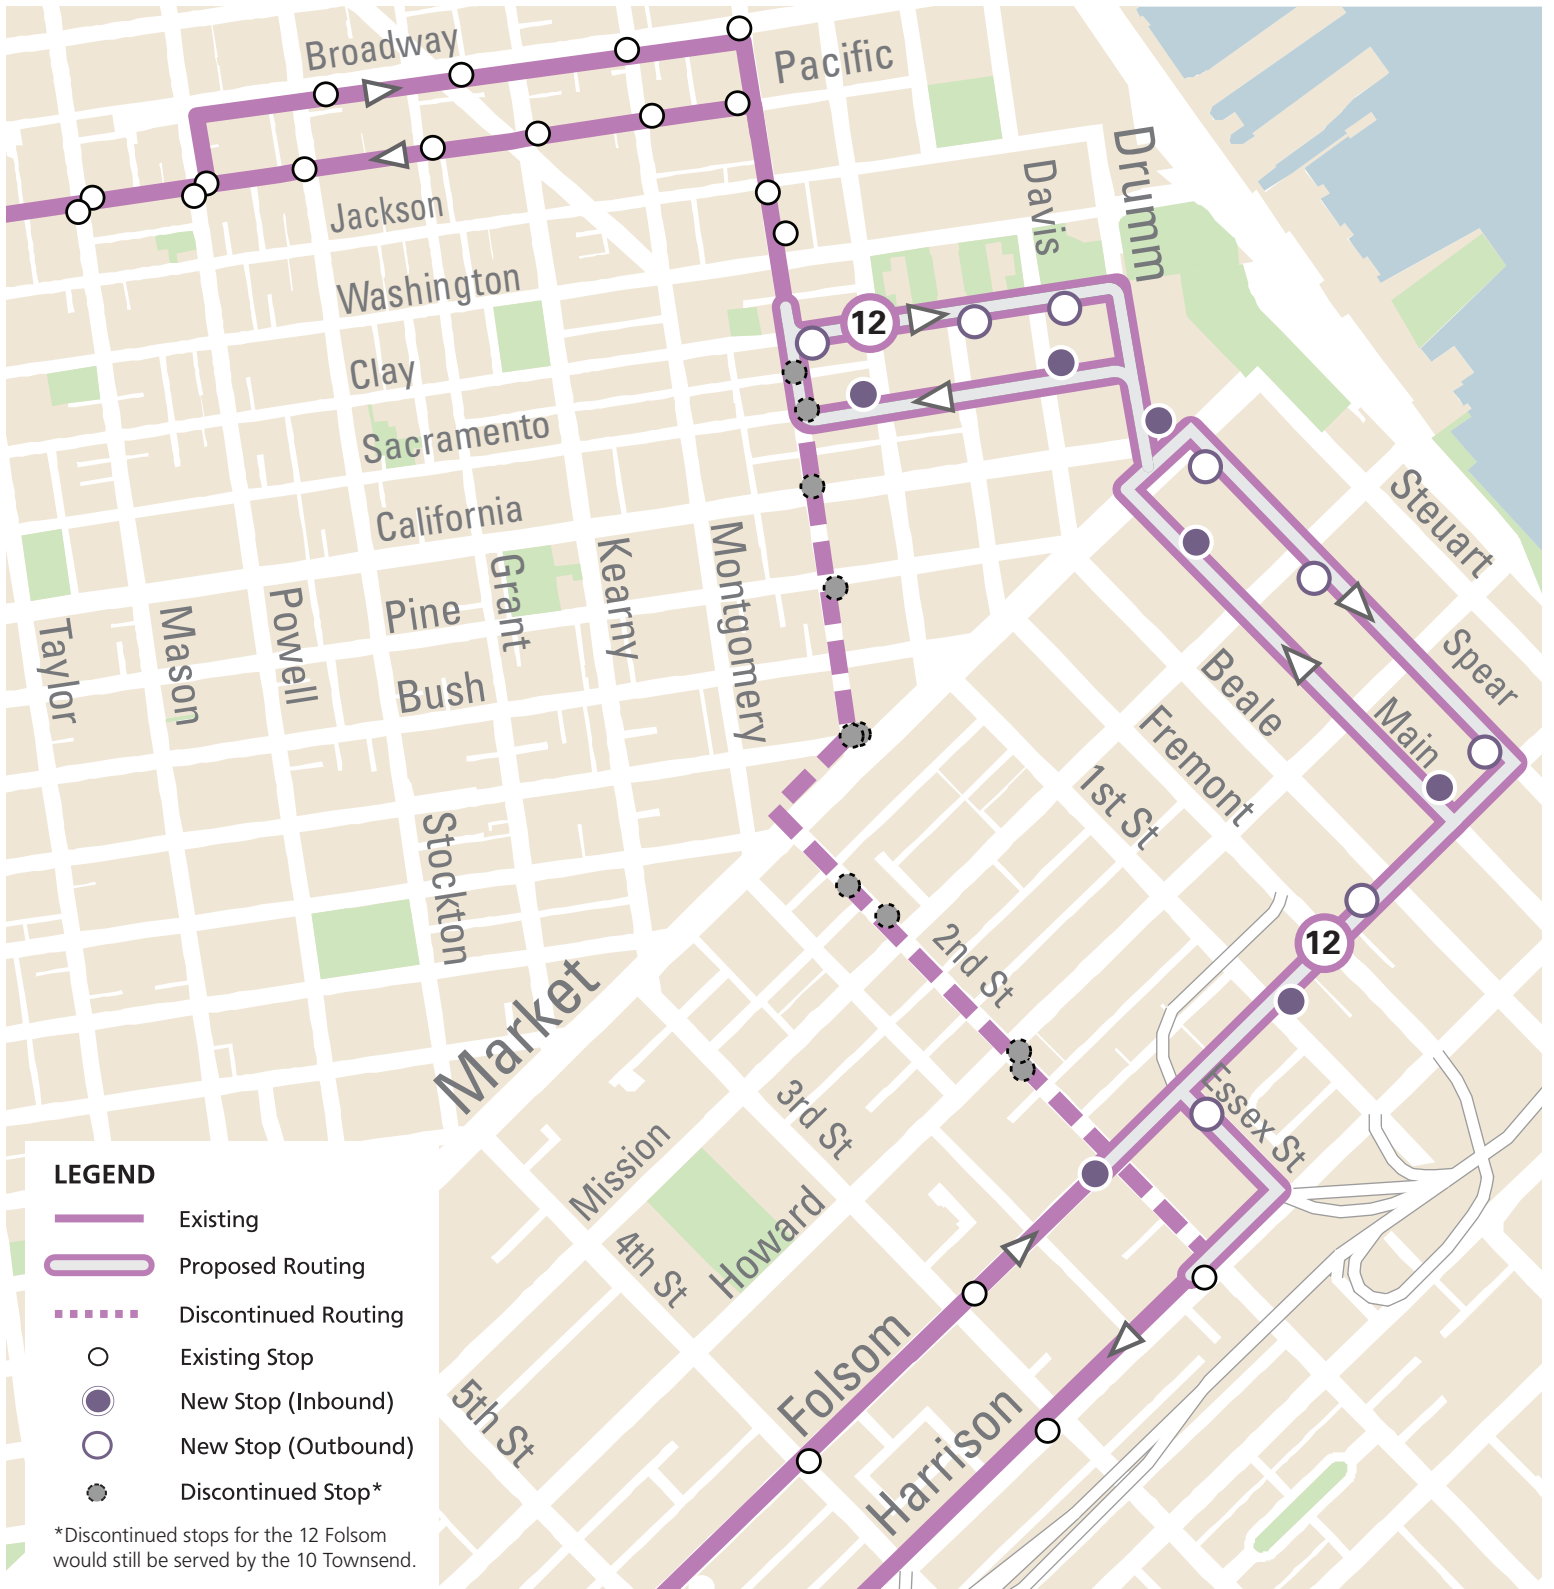 Broadway
Pacific
Drumm
Davis
Jackson
Washington
12
Clay
Sacramento
California
Steuart
Montgomery
Kearny
Grant
Pine
Powell
Mason
Taylor
Bush
Spear
Beale
Main
Fremont
1st St
Stockton
2nd St
12
Market
Essex St
3rd St
Mission
Howard
4th St
Folsom
Harrison
5th St
LEGEND
Existing
Proposed Routing
Discontinued Routing
Existing Stop
New Stop (Inbound)
New Stop (Outbound)
Discontinued Stop*
*Discontinued stops for the 12 Folsom
would still be served by the 10 Townsend.